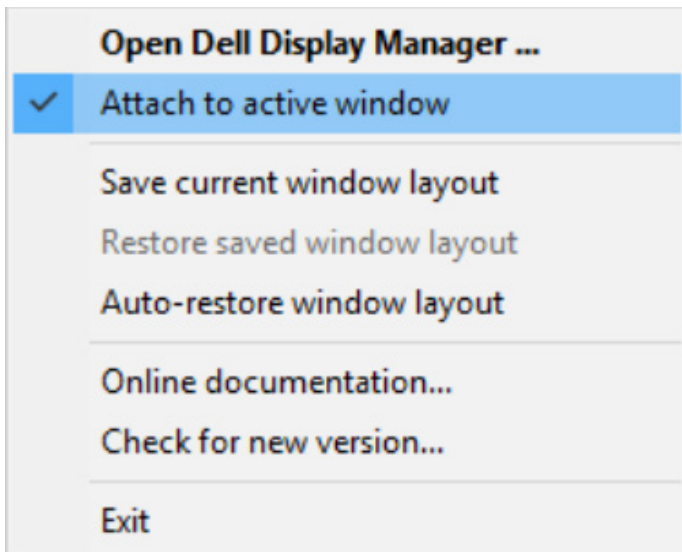 Open Dell Display Manager ...
Attach to active window
Save current window layout
Restore saved window layout
Auto-restore window layout
Online documentation...
Check for new version...
Exit